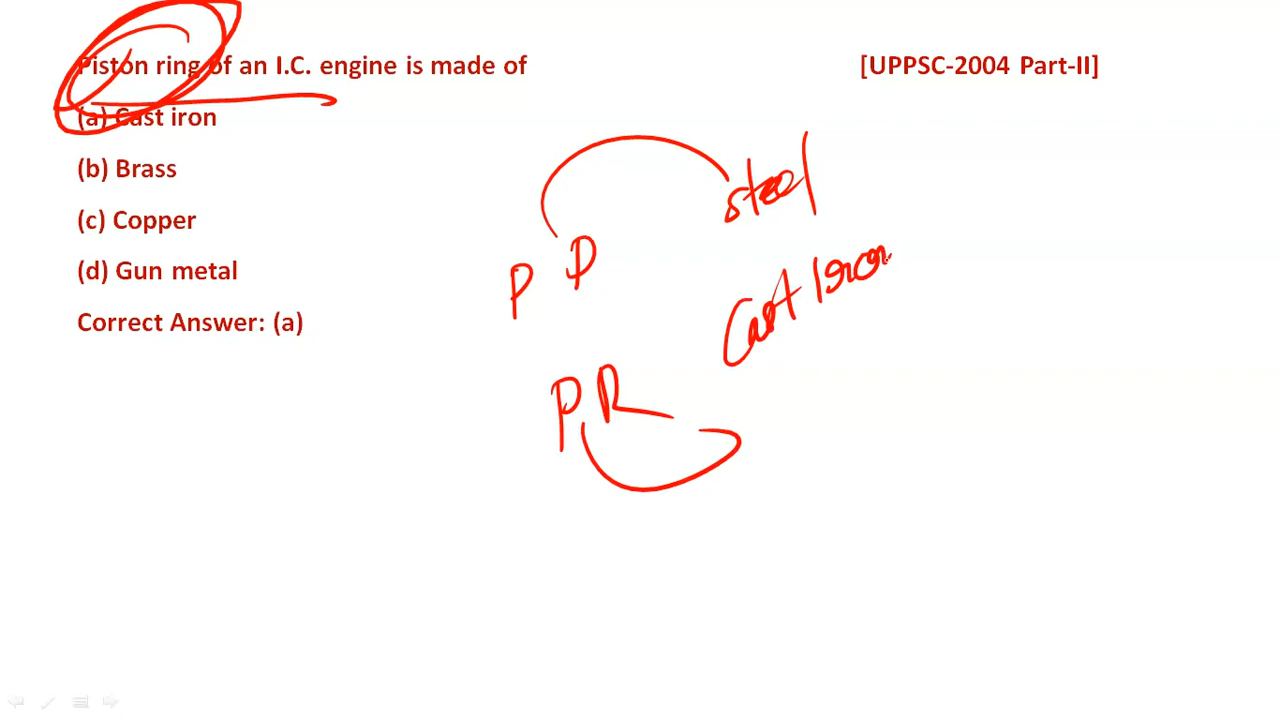 Piston ring of an I.C. engine is made of [UPPSC-2004 Part-II]
(a) Cast iron
(b) Brass
(c) Copper
(d) Gun metal
Correct Answer: (a)
steel
P P
Cast Iron
PR